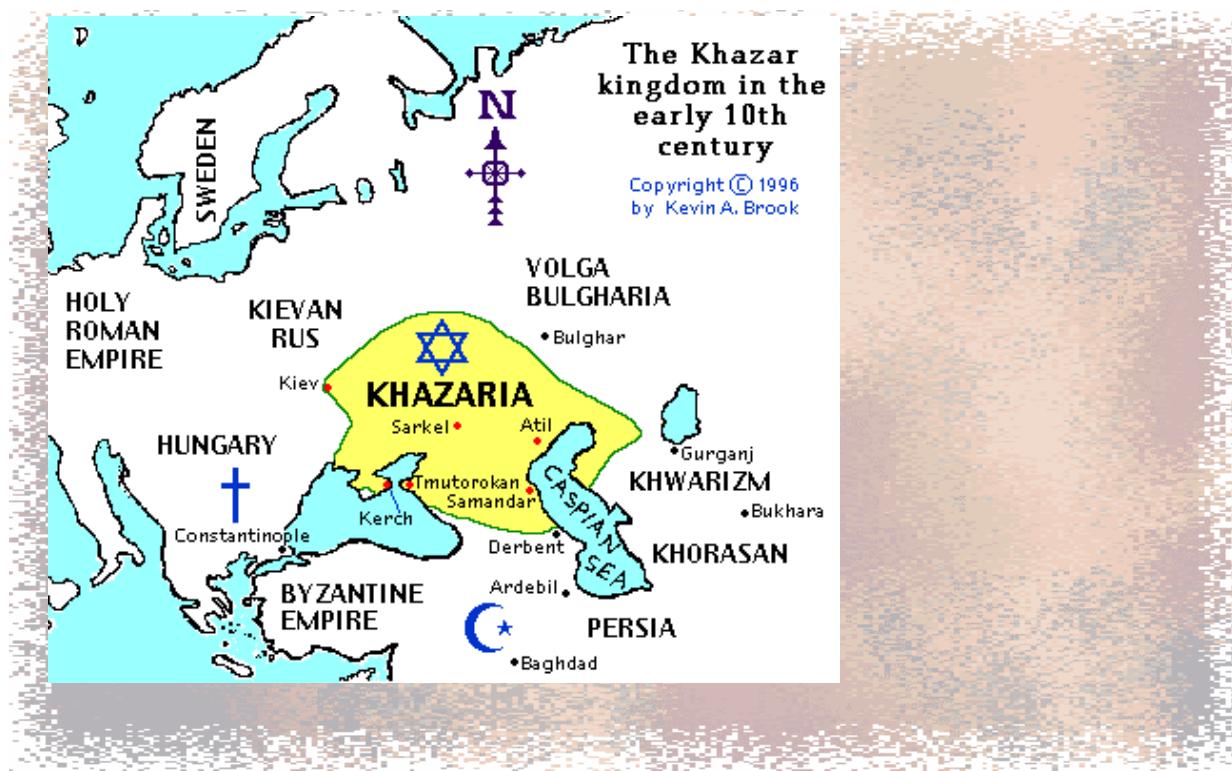 The Khazar
kingdom in the
early 10th
century
Copyright © 1996
by Kevin A. Brook
N
SWEDEN
VOLGA
BULGHARIA
HOLY
ROMAN
EMPIRE
KIEVAN
RUS
Bulghar
Kiev
KHAZARIA
Sarkel
Atil
HUNGARY
Gurganj
Tmutorokan
KHWARIZM
Samandar
CASPIAN
SEA
Bukhara
Kerch
Constantinople
Derbent
KHORASAN
Ardebil
BYZANTINE
EMPIRE
PERSIA
Baghdad